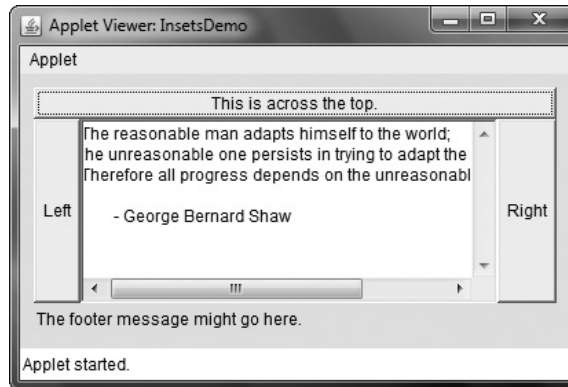 Applet Viewer: InsetsDemo
Applet
This is across the top.
The reasonable man adapts himself to the world;
he unreasonable one persists in trying to adapt the
Therefore all progress depends on the unreasonabl
Left
- George Bernard Shaw
Right
The footer message might go here.
Applet started.